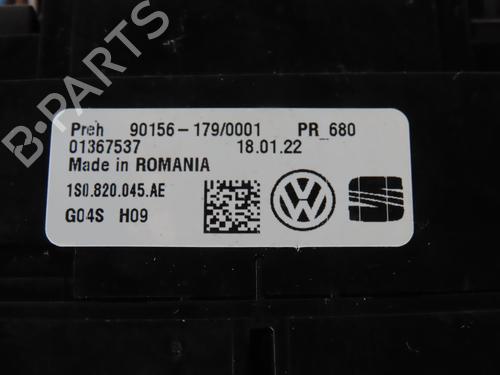 Preh 90156-179/0001 PR_680
01367537 18.01.22
Made in ROMANIA
1S0.820.045.AE
G04S H09
B-PARTS